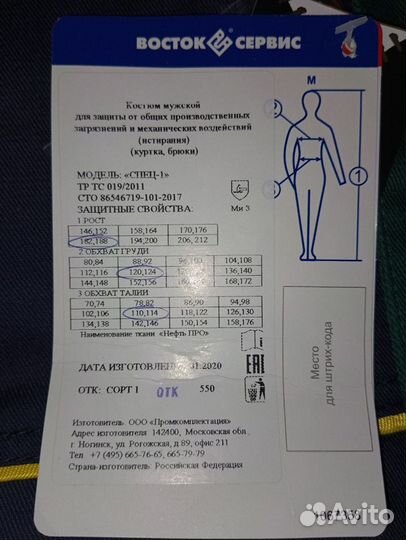 ВОСТОК СЕРВИС
Костюм мужской
для защиты от общих производственных
загрязнений и механических воздействий
(истирания)
(куртка, брюки)
МОДЕЛЬ: «СПЕЦ-1»
ТР ТС 019/2011
СТО 86546719-101-2017
ЗАЩИТНЫЕ СВОЙСТВА: Ми З
1 РОСТ
146,152 158,164 170,176
182,188 194,200 206,212
2 ОБХВАТ ГРУДИ
80,84 88,92 104,108
112,116 120,124 136,140
144,148 152,156 168,172
3 ОБХВАТ ТАЛИИ
70,74 78,82 86,90 94,98
102,106 110,114 118,122 126,130
134,138 142,146 150,154 158,176
Наименование ткани «Нефть ПРО»
ДАТА ИЗГОТОВЛЕНИЯ 01.2020
ОТК: СОРТ 1 ОТК 550
Изготовитель: ООО «Промкомплектация»
Адрес изготовителя 142400, Московская обл.,
г. Ногинск, ул. Рогожская, д 89, офис 211
Тел. +7 (495) 665-76-65, 665-79-79
Страна-изготовитель: Российская Федерация
М
2
1
3
EAC
Место
для штрих-кода
Avito